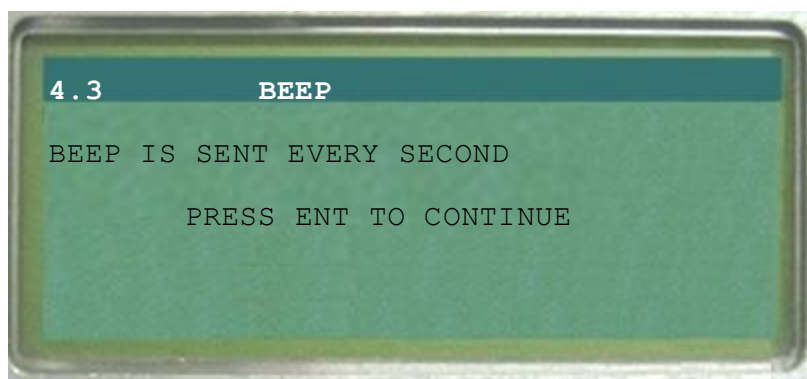 4.3 BEEP
BEEP IS SENT EVERY SECOND
PRESS ENT TO CONTINUE